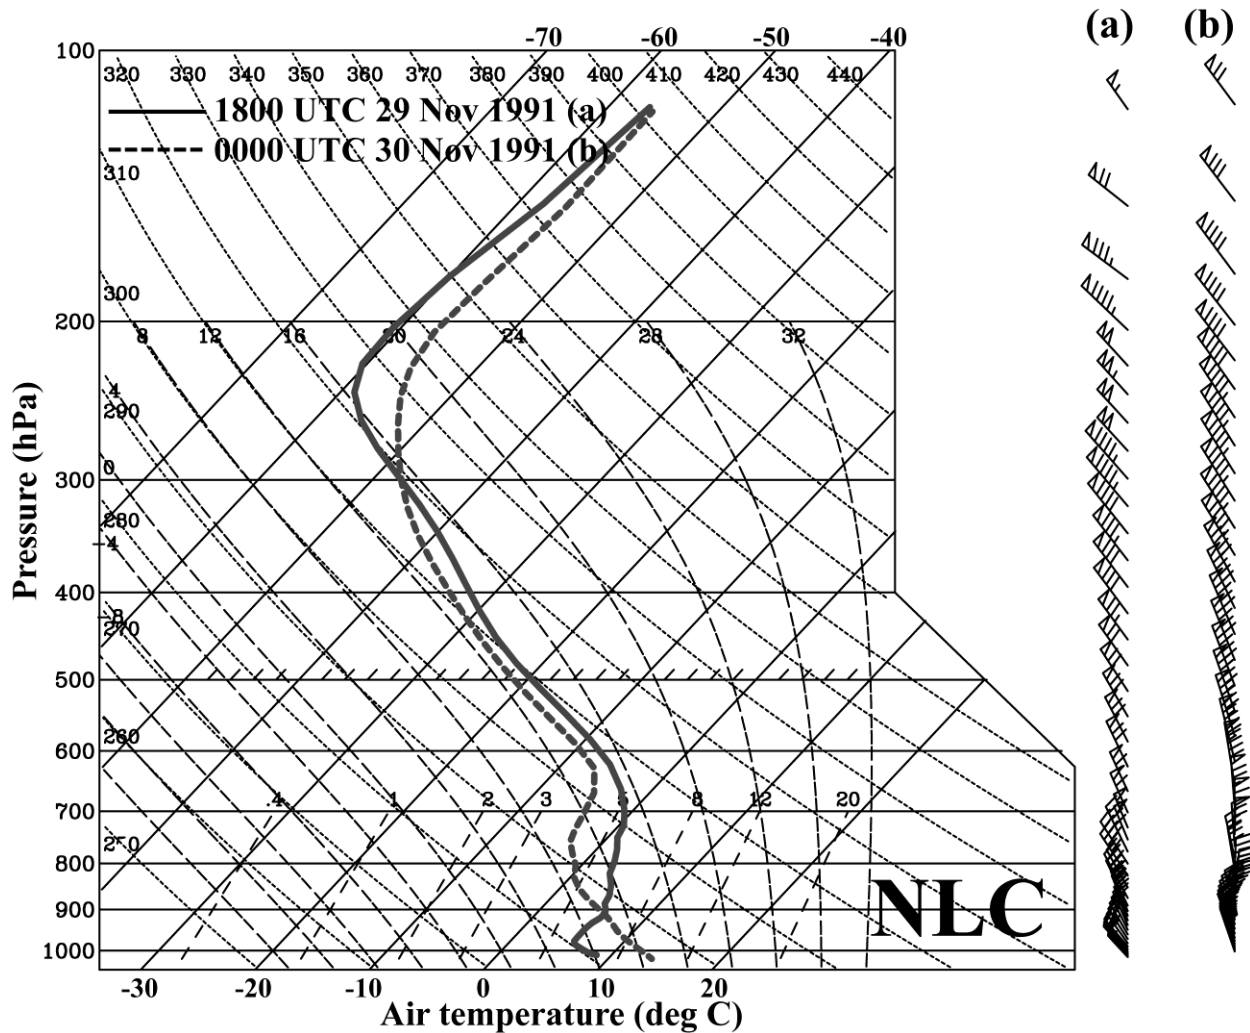 (a) (b)
-70 -60 -50 -40
100
320 330 340 350 360 370 380 390 400 410 420 430 440
1800 UTC 29 Nov 1991 (a)
0000 UTC 30 Nov 1991 (b)
310
300
200
8 12 16 20 24 28 32
4
290
0
300
280
-4
400
-8
270
500
260
600
.4 1 2 3 5 8 12 20
700
250
800
NLC
900
1000
-30 -20 -10 0 10 20
Air temperature (deg C)
Pressure (hPa)